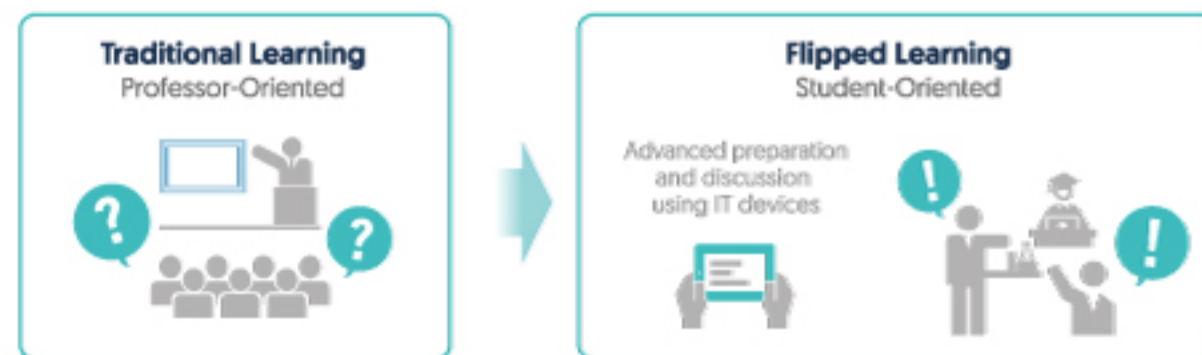 Traditional Learning
Professor-Oriented
?
?
Flipped Learning
Student-Oriented
Advanced preparation
and discussion
using IT devices
!
!